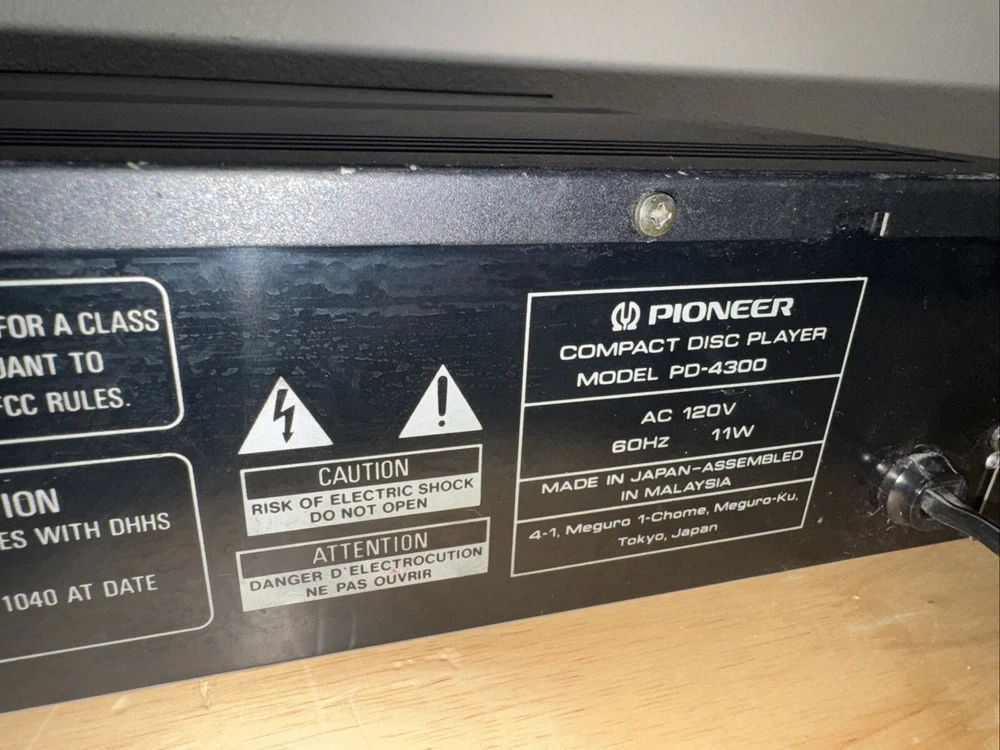 FOR A CLASS
UANT TO
FCC RULES.
ION
ES WITH DHHS
1040 AT DATE
CAUTION
RISK OF ELECTRIC SHOCK
DO NOT OPEN
ATTENTION
DANGER D'ELECTROCUTION
NE PAS OUVRIR
PIONEER
COMPACT DISC PLAYER
MODEL PD-4300
AC 120V
60Hz 11W
MADE IN JAPAN-ASSEMBLED
IN MALAYSIA
4-1, Meguro 1-Chome, Meguro-Ku,
Tokyo, Japan